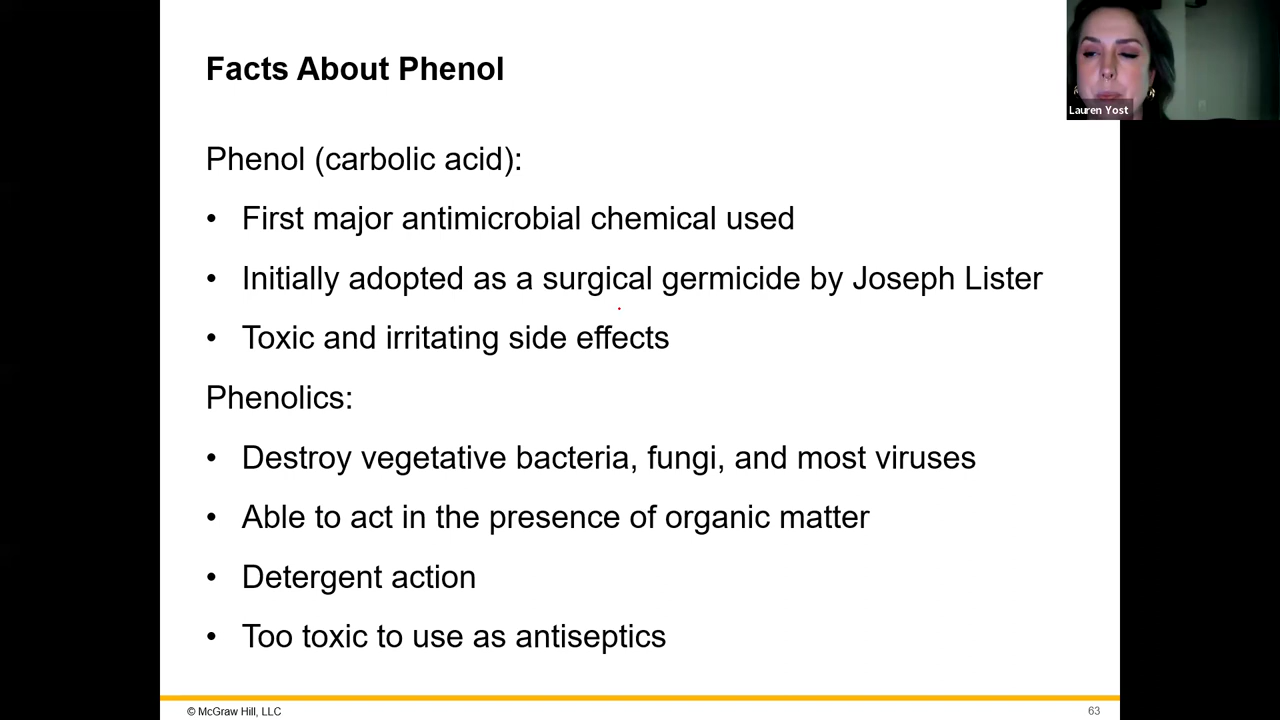 Facts About Phenol
Lauren Yost
Phenol (carbolic acid):
• First major antimicrobial chemical used
• Initially adopted as a surgical germicide by Joseph Lister
• Toxic and irritating side effects
Phenolics:
• Destroy vegetative bacteria, fungi, and most viruses
• Able to act in the presence of organic matter
• Detergent action
• Too toxic to use as antiseptics
© McGraw Hill, LLC
63